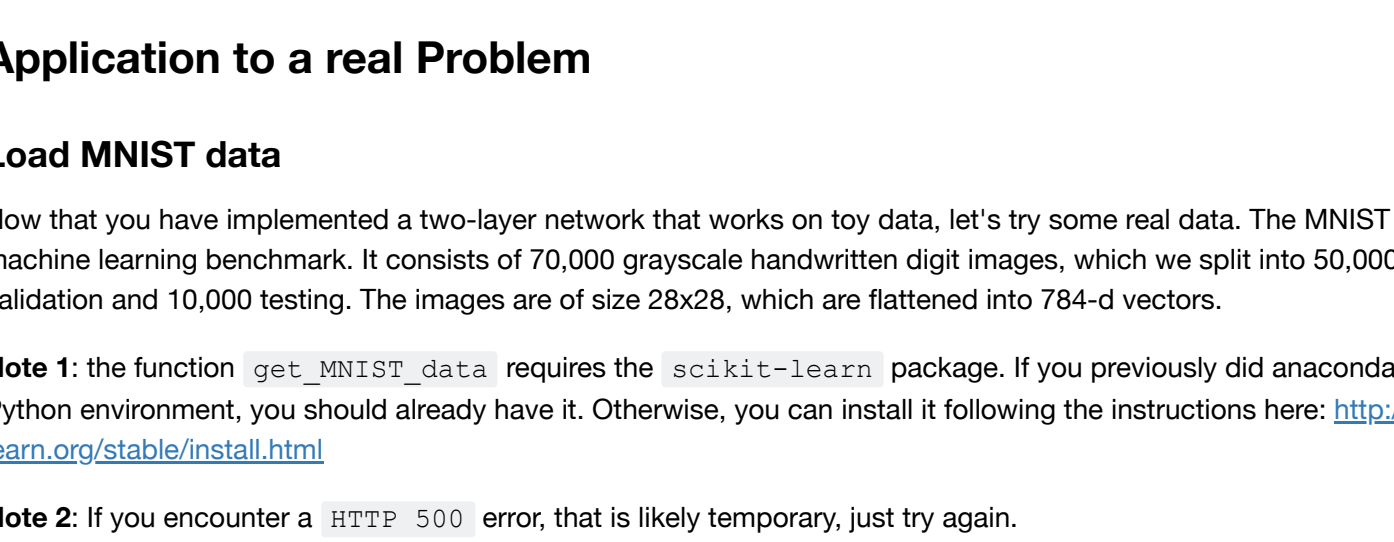 Application to a real Problem
Load MNIST data
Now that you have implemented a two-layer network that works on toy data, let's try some real data. The MNIST
machine learning benchmark. It consists of 70,000 grayscale handwritten digit images, which we split into 50,000
validation and 10,000 testing. The images are of size 28x28, which are flattened into 784-d vectors.
Note 1: the function get_MNIST_data requires the scikit-learn package. If you previously did anaconda
Python environment, you should already have it. Otherwise, you can install it following the instructions here: http:/
earn.org/stable/install.html
Note 2: If you encounter a HTTP 500 error, that is likely temporary, just try again.